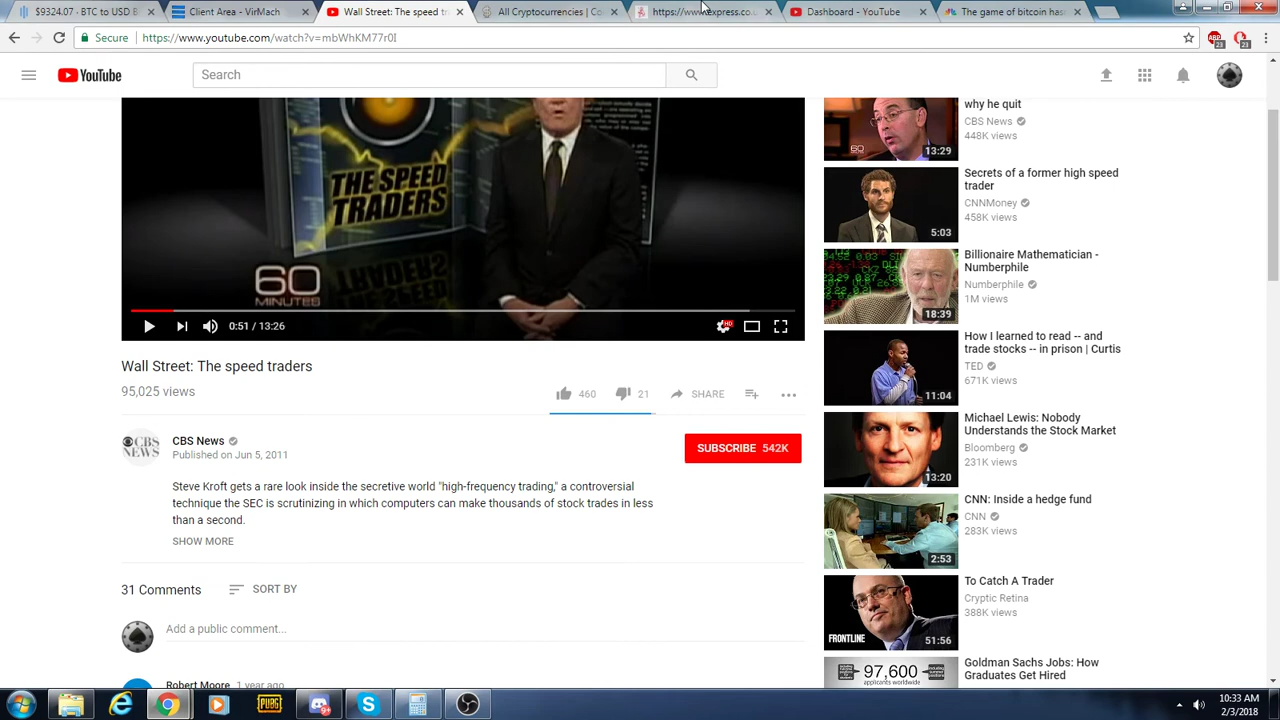 $9324.07 - BTC to USD B
Client Area - VirMach
Wall Street: The speed tr
All Cryptocurrencies | Co
https://www.express.co.u
Dashboard - YouTube
The game of bitcoin has
Secure
https://www.youtube.com/watch?v=mbWhKM77r0I
ABP
23
23
YouTube
Search
THE SPEED
TRADERS
60
MINUTES
0:51 / 13:26
HD
Wall Street: The speed traders
95,025 views
460
21
SHARE
CBS
NEWS
CBS News
Published on Jun 5, 2011
SUBSCRIBE 542K
Steve Kroft gets a rare look inside the secretive world "high-frequency trading," a controversial
technique the SEC is scrutinizing in which computers can make thousands of stock trades in less
than a second.
SHOW MORE
31 Comments
SORT BY
Add a public comment...
1 year ago
why he quit
CBS News
448K views
60
13:29
Secrets of a former high speed
trader
CNNMoney
458K views
5:03
Billionaire Mathematician -
Numberphile
Numberphile
1M views
18:39
How I learned to read -- and
trade stocks -- in prison | Curtis
TED
671K views
11:04
Michael Lewis: Nobody
Understands the Stock Market
Bloomberg
231K views
13:20
CNN: Inside a hedge fund
CNN
283K views
2:53
To Catch A Trader
Cryptic Retina
388K views
FRONTLINE
51:56
Goldman Sachs Jobs: How
Graduates Get Hired
97,600
applicants worldwide
PUBG
9+
10:33 AM
2/3/2018